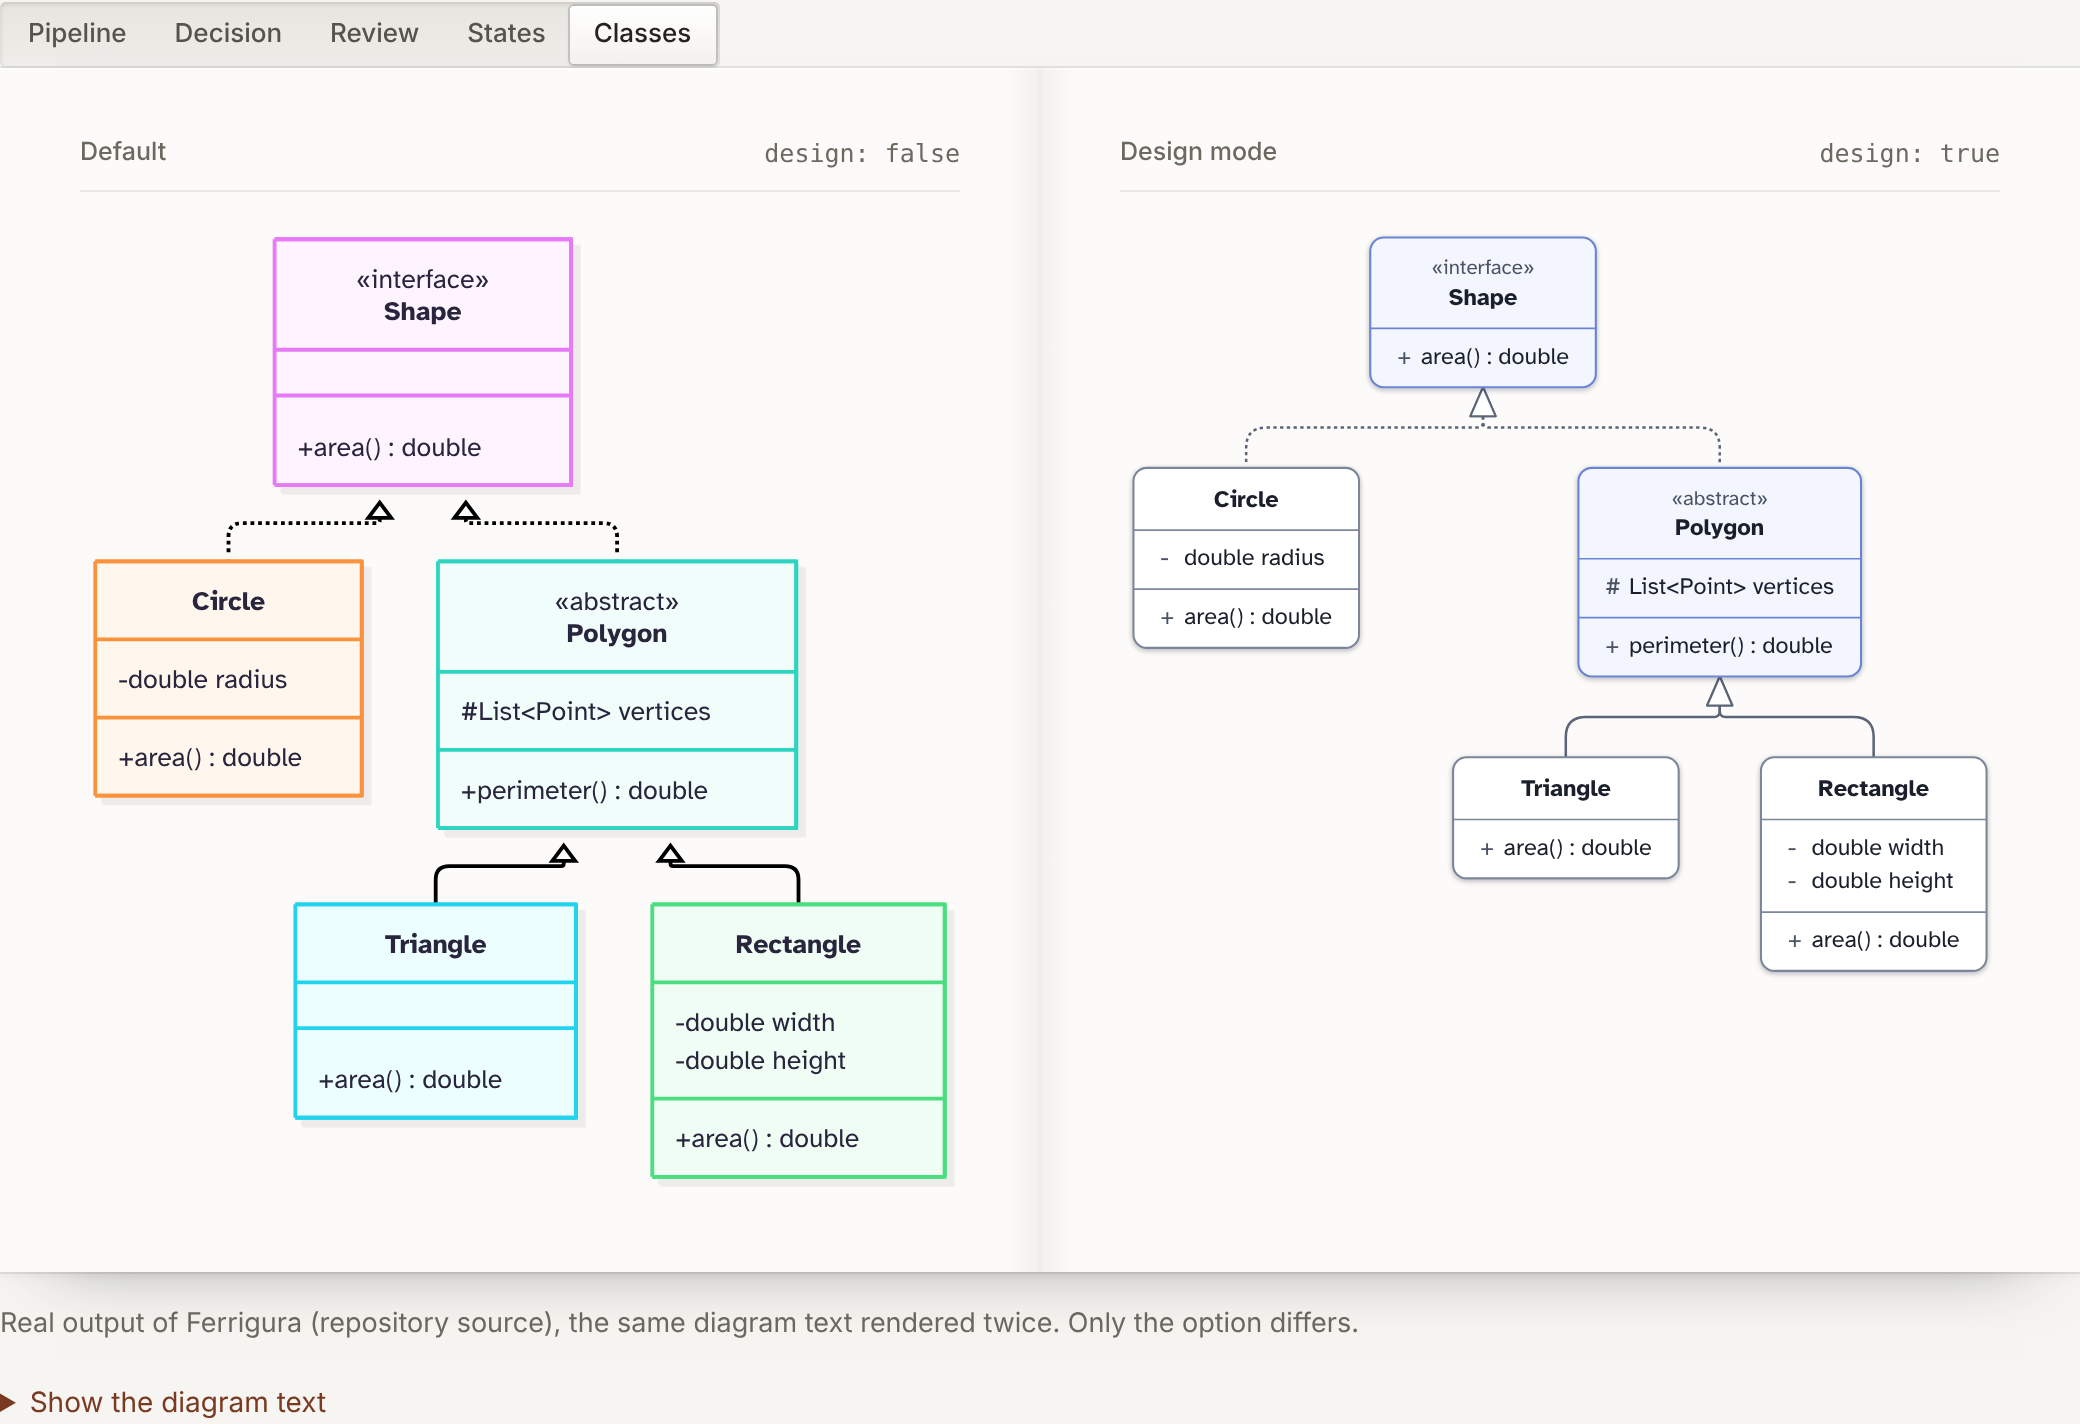 Pipeline
Decision
Review
States
Classes
Default
design: false
«interface»
Shape
+area() : double
Circle
-double radius
+area() : double
«abstract»
Polygon
#List<Point> vertices
+perimeter() : double
Triangle
+area() : double
Rectangle
-double width
-double height
+area() : double
Design mode
design: true
«interface»
Shape
+ area() : double
Circle
- double radius
+ area() : double
«abstract»
Polygon
# List<Point> vertices
+ perimeter() : double
Triangle
+ area() : double
Rectangle
- double width
- double height
+ area() : double
Real output of Ferrigura (repository source), the same diagram text rendered twice. Only the option differs.
Show the diagram text